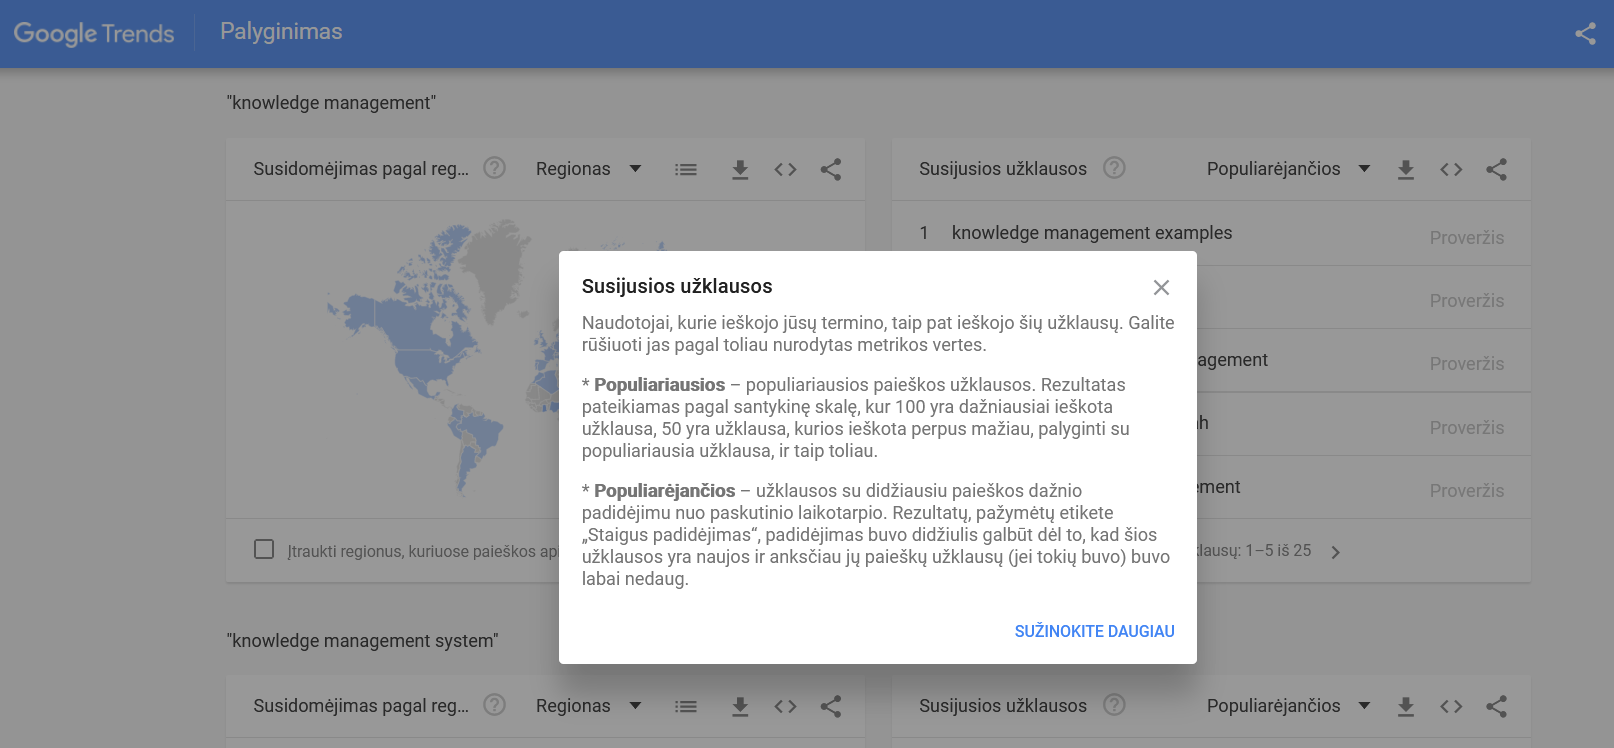 Google Trends
Palyginimas
"knowledge management"
Susidomėjimas pagal reg...
Regionas
Susijusios užklausos
Populiarėjančios
1 knowledge management examples
Proveržis
Proveržis
Proveržis
Proveržis
Proveržis
Susijusios užklausos
Naudotojai, kurie ieškojo jūsų termino, taip pat ieškojo šių užklausų. Galite
rūšiuoti jas pagal toliau nurodytas metrikos vertes.
* Populiariausios – populiariausios paieškos užklausos. Rezultatas
pateikiamas pagal santykinę skalę, kur 100 yra dažniausiai ieškota
užklausa, 50 yra užklausa, kurios ieškota perpus mažiau, palyginti su
populiariausia užklausa, ir taip toliau.
* Populiarėjančios – užklausos su didžiausiu paieškos dažnio
padidėjimu nuo paskutinio laikotarpio. Rezultatų, pažymėtų etikete
„Staigus padidėjimas“, padidėjimas buvo didžiulis galbūt dėl to, kad šios
užklausos yra naujos ir anksčiau jų paieškų užklausų (jei tokių buvo) buvo
labai nedaug.
SUŽINOKITE DAUGIAU
Įtraukti regionus, kuriuose paieškos
1–5 iš 25
"knowledge management system"
Susidomėjimas pagal reg...
Regionas
Susijusios užklausos
Populiarėjančios